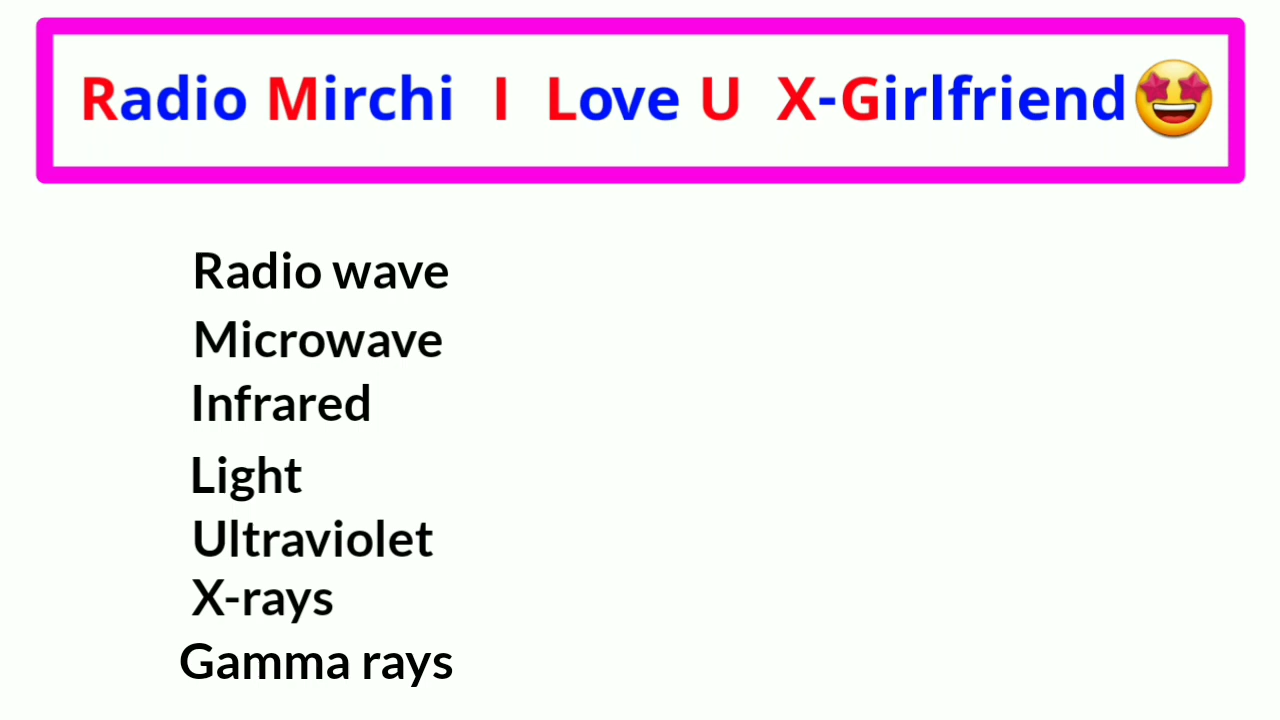 Radio Mirchi I Love U X-Girlfriend🤩
Radio wave
Microwave
Infrared
Light
Ultraviolet
X-rays
Gamma rays